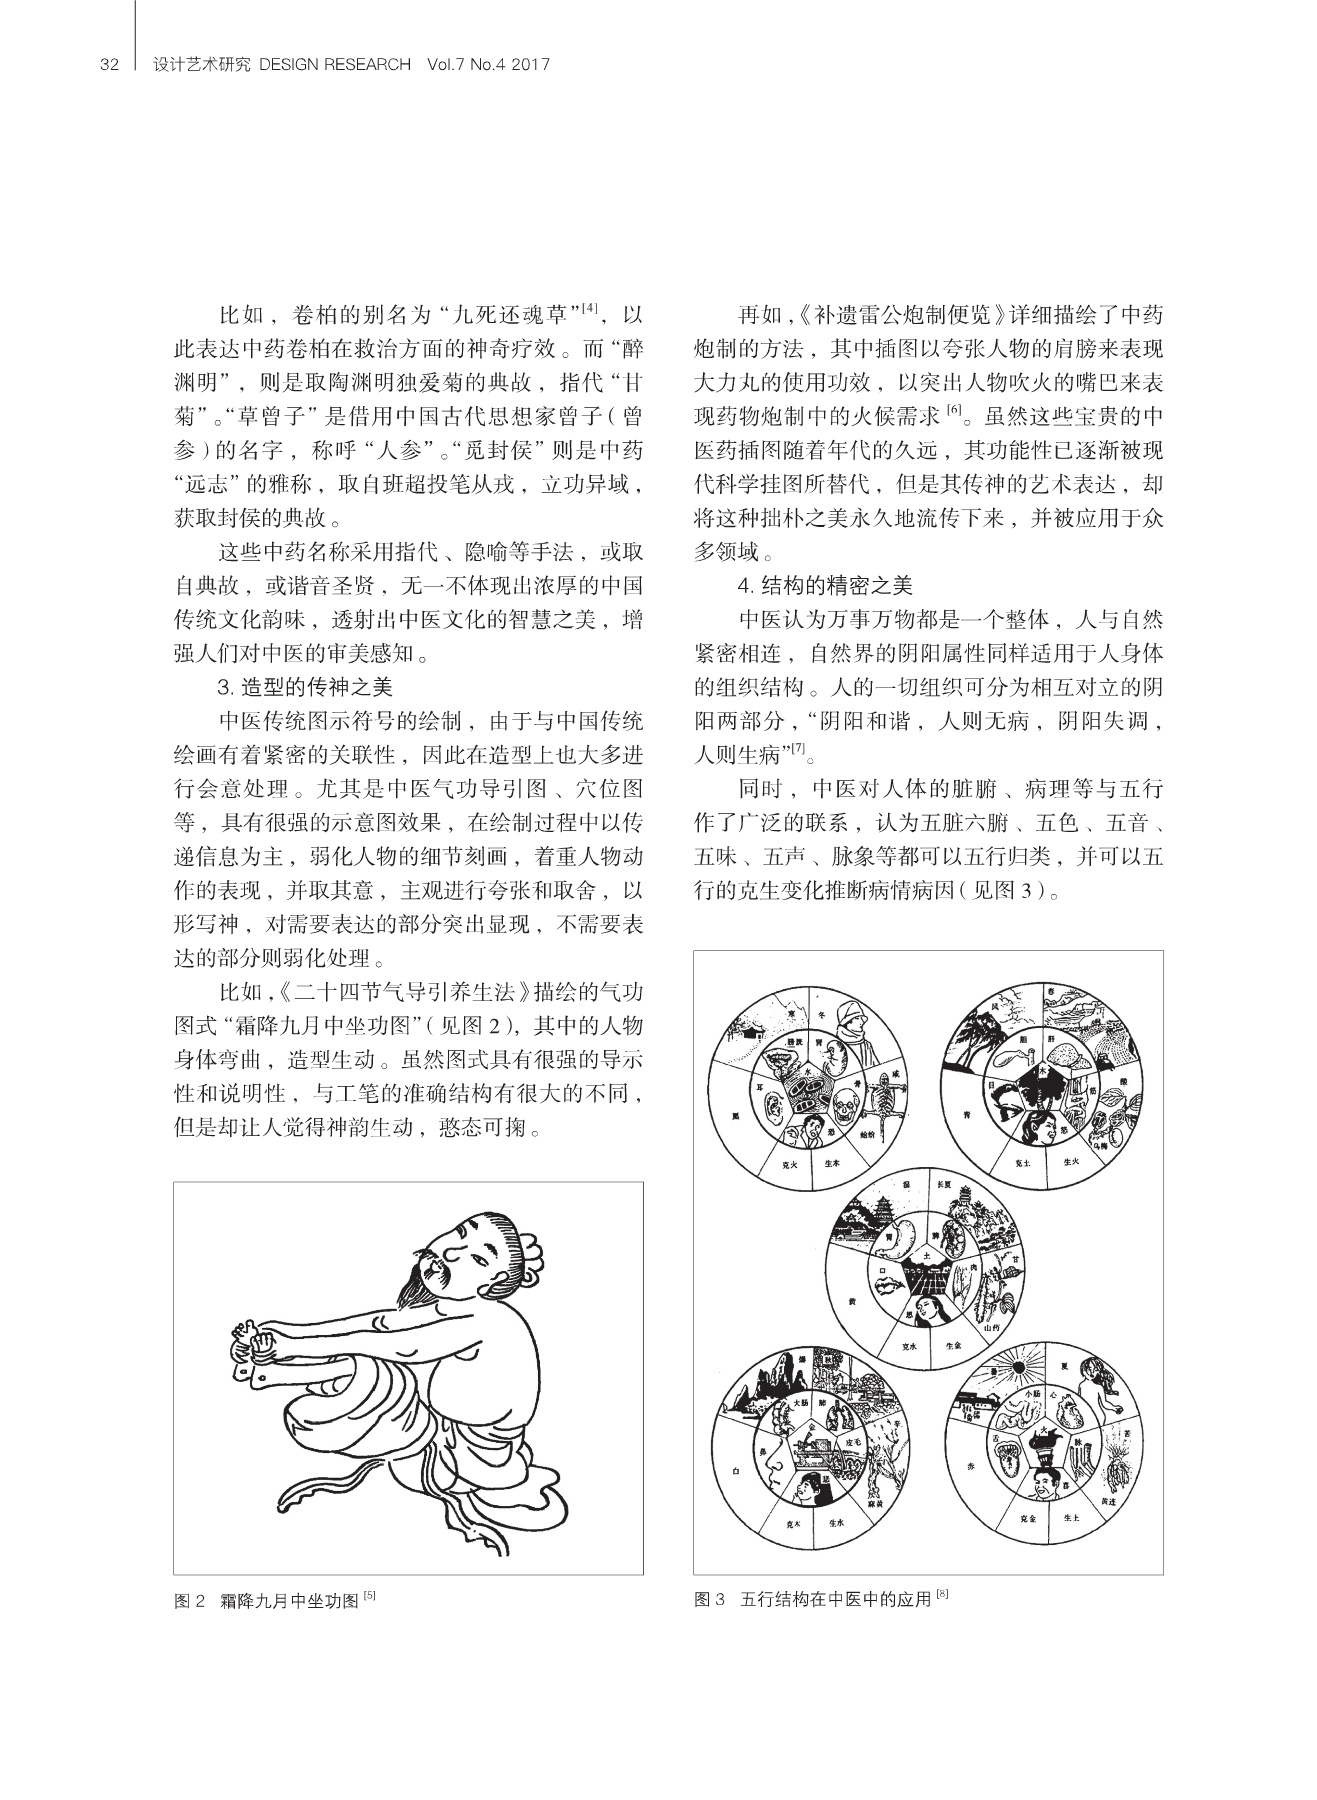 32 设计艺术研究 DESIGN RESEARCH Vol.7 No.4 2017
比如，卷柏的别名为“九死还魂草”[4]，以
此表达中药卷柏在救治方面的神奇疗效。而“醉
渊明”，则是取陶渊明独爱菊的典故，指代“甘
菊”。“草曾子”是借用中国古代思想家曾子（曾
参）的名字，称呼“人参”。“觅封侯”则是中药
“远志”的雅称，取自班超投笔从戎，立功异域，
获取封侯的典故。
这些中药名称采用指代、隐喻等手法，或取
自典故，或谐音圣贤，无一不体现出浓厚的中国
传统文化韵味，透射出中医文化的智慧之美，增
强人们对中医的审美感知。
3. 造型的传神之美
中医传统图示符号的绘制，由于与中国传统
绘画有着紧密的关联性，因此在造型上也大多进
行会意处理。尤其是中医气功导引图、穴位图
等，具有很强的示意图效果，在绘制过程中以传
递信息为主，弱化人物的细节刻画，着重人物动
作的表现，并取其意，主观进行夸张和取舍，以
形写神，对需要表达的部分突出显现，不需要表
达的部分则弱化处理。
比如，《二十四节气导引养生法》描绘的气功
图式“霜降九月中坐功图”（见图 2），其中的人物
身体弯曲，造型生动。虽然图式具有很强的导示
性和说明性，与工笔的准确结构有很大的不同，
但是却让人觉得神韵生动，憨态可掬。
图 2 霜降九月中坐功图 [5]
再如，《补遗雷公炮制便览》详细描绘了中药
炮制的方法，其中插图以夸张人物的肩膀来表现
大力丸的使用功效，以突出人物吹火的嘴巴来表
现药物炮制中的火候需求 [6]。虽然这些宝贵的中
医药插图随着年代的久远，其功能性已逐渐被现
代科学挂图所替代，但是其传神的艺术表达，却
将这种拙朴之美永久地流传下来，并被应用于众
多领域。
4. 结构的精密之美
中医认为万事万物都是一个整体，人与自然
紧密相连，自然界的阴阳属性同样适用于人身体
的组织结构。人的一切组织可分为相互对立的阴
阳两部分，“阴阳和谐，人则无病，阴阳失调，
人则生病”[7]。
同时，中医对人体的脏腑、病理等与五行
作了广泛的联系，认为五脏六腑、五色、五音、
五味、五声、脉象等都可以五行归类，并可以五
行的克生变化推断病情病因（见图 3）。
寒 冬
膀胱 肾
水
耳 骨 咸
黑 恐 蛤蚧
克火 生木
风 春
胆 肝
木
目 筋 酸
青 怒 乌梅
克土 生火
湿 长夏
胃 脾
土
口 肉 甘
黄 思 山药
克水 生金
燥 秋
大肠 肺
金
鼻 皮毛 辛
白 悲 麻黄
克木 生水
暑 夏
小肠 心
火
舌 脉 苦
赤 喜 黄连
克金 生土
图 3 五行结构在中医中的应用 [8]